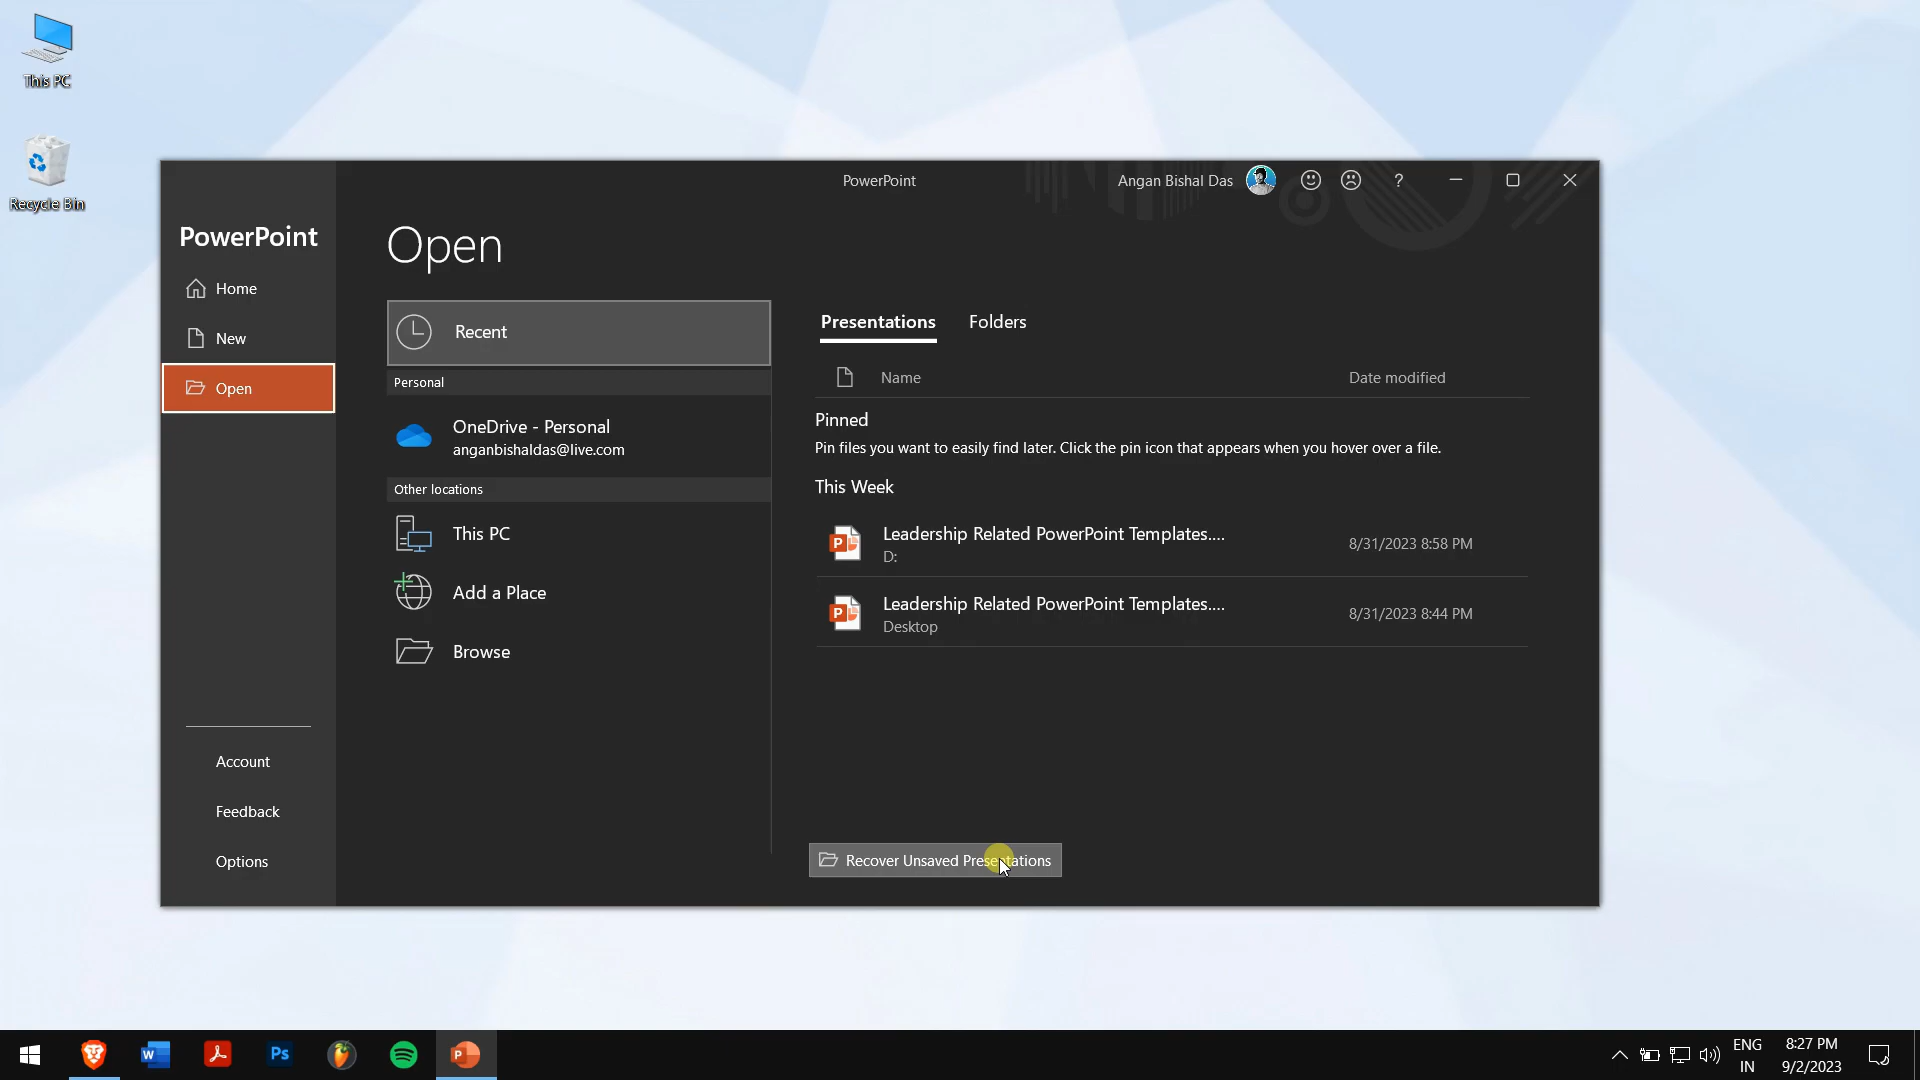 This PC
Recycle Bin
PowerPoint
Angan Bishal Das
?
PowerPoint
Home
New
Open
Account
Feedback
Options
Open
Recent
Personal
OneDrive - Personal
anganbishaldas@live.com
Other locations
This PC
Add a Place
Browse
Presentations Folders
Name Date modified
Pinned
Pin files you want to easily find later. Click the pin icon that appears when you hover over a file.
This Week
Leadership Related PowerPoint Templates....
D:
8/31/2023 8:58 PM
Leadership Related PowerPoint Templates....
Desktop
8/31/2023 8:44 PM
Recover Unsaved Presentations
W
Ps
P
ENG
IN
8:27 PM
9/2/2023